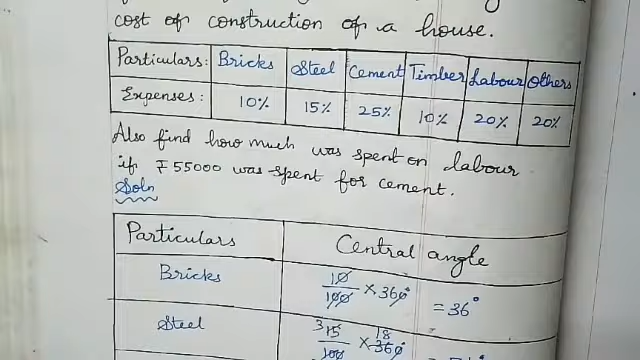 cost of construction of a house.
Particulars: Bricks Steel Cement Timber Labour Others
Expenses: 10% 15% 25% 10% 20% 20%
Also find how much was spent on labour
if ₹55000 was spent for cement.
Soln
Particulars Central angle
Bricks 10/100 × 360° = 36°
Steel 3 15/100 × 18 360°